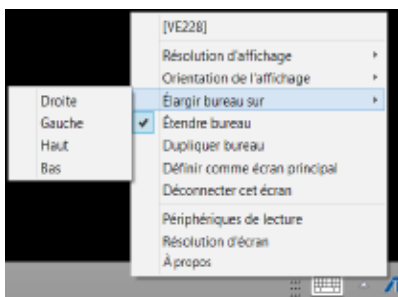 [VE228]
Résolution d'affichage
Orientation de l'affichage
Élargir bureau sur
Droite
Gauche
Haut
Bas
Étendre bureau
Dupliquer bureau
Définir comme écran principal
Déconnecter cet écran
Périphériques de lecture
Résolution d'écran
À propos